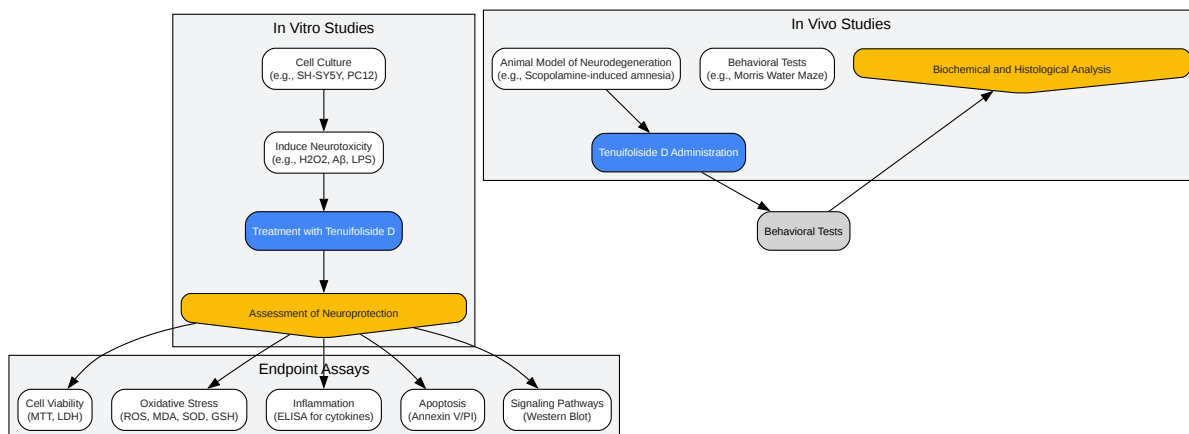 In Vitro Studies
Cell Culture
(e.g., SH-SY5Y, PC12)
Induce Neurotoxicity
(e.g., H2O2, Aβ, LPS)
Treatment with Tenuifoliside D
Assessment of Neuroprotection
Endpoint Assays
Cell Viability
(MTT, LDH)
Oxidative Stress
(ROS, MDA, SOD, GSH)
Inflammation
(ELISA for cytokines)
Apoptosis
(Annexin V/PI)
Signaling Pathways
(Western Blot)
In Vivo Studies
Animal Model of Neurodegeneration
(e.g., Scopolamine-induced amnesia)
Behavioral Tests
(e.g., Morris Water Maze)
Biochemical and Histological Analysis
Tenuifoliside D Administration
Behavioral Tests